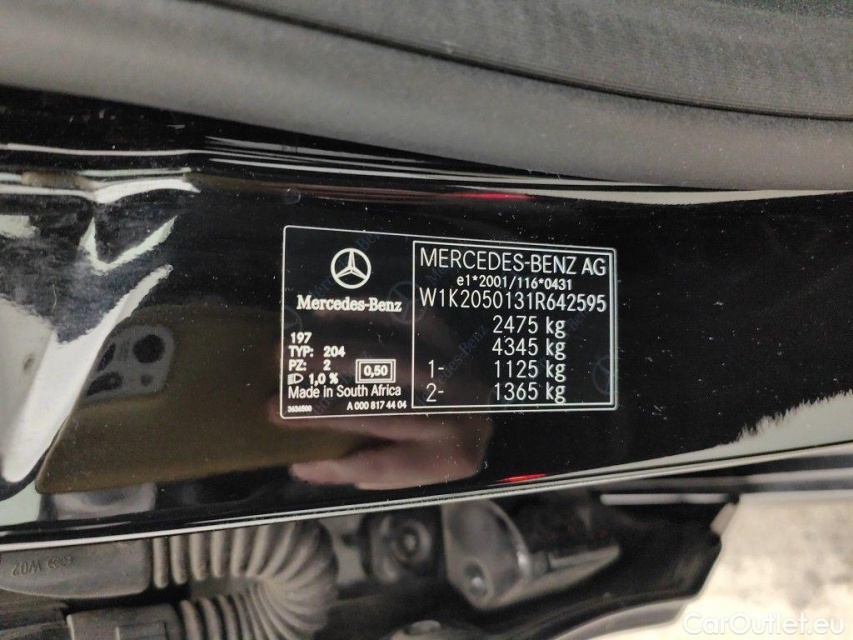 Mercedes-Benz
197
TYP: 204
PZ: 2
0,50
1,0 %
Made in South Africa
3636500
A 000 817 44 04
MERCEDES-BENZ AG
e1*2001/116*0431
W1K2050131R642595
2475 kg
4345 kg
1- 1125 kg
2- 1365 kg
CarOutlet.eu